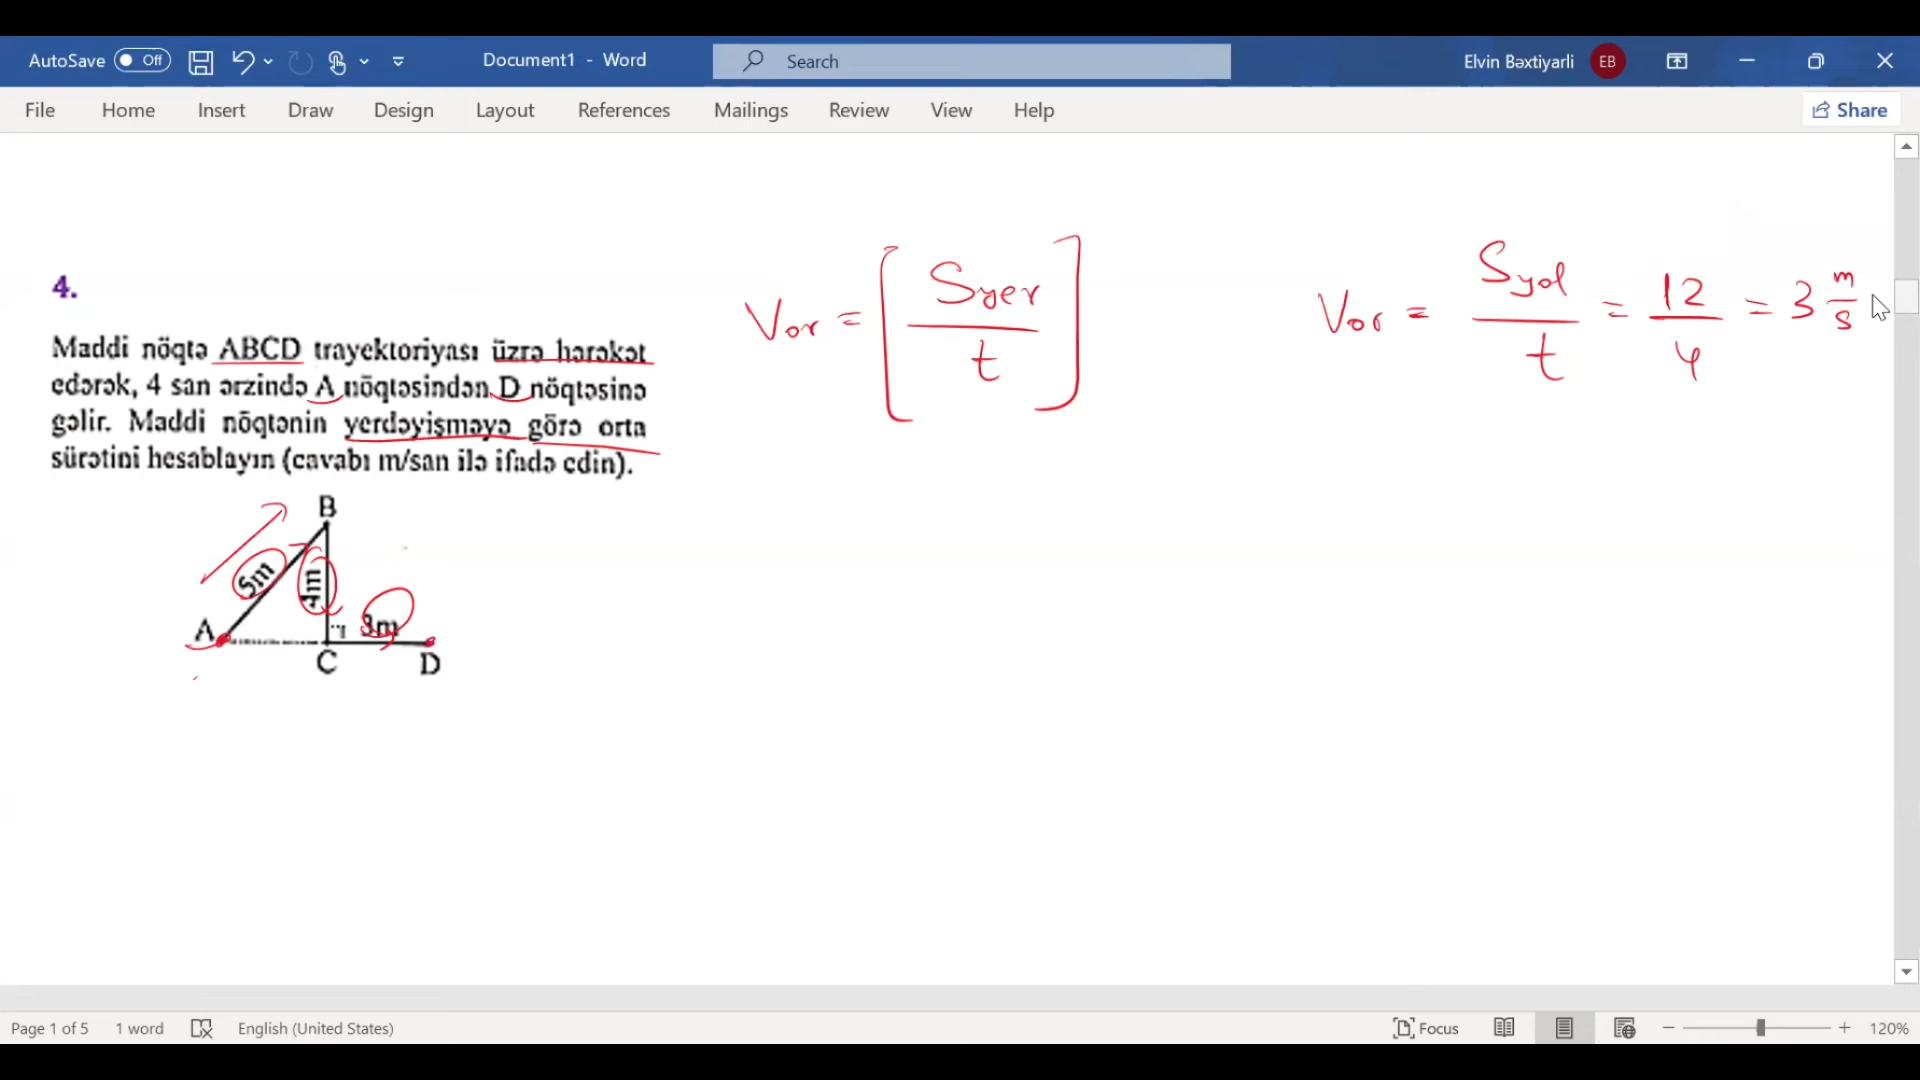 AutoSave Off Document1 - Word Search Elvin Bəxtiyarli EB
File Home Insert Draw Design Layout References Mailings Review View Help Share
4.
Maddi nöqtə ABCD trayektoriyası üzrə hərəkət
edərək, 4 san ərzində A nöqtəsindən D nöqtəsinə
gəlir. Maddi nöqtənin yerdəyişməyə görə orta
sürətini hesablayın (cavabı m/san ilə ifadə edin).
B
5m
4m
A
3m
C
D
Vor = [Syer / t]
Vor = Syol / t = 12 / 4 = 3 m/s
Page 1 of 5 1 word English (United States) Focus 120%